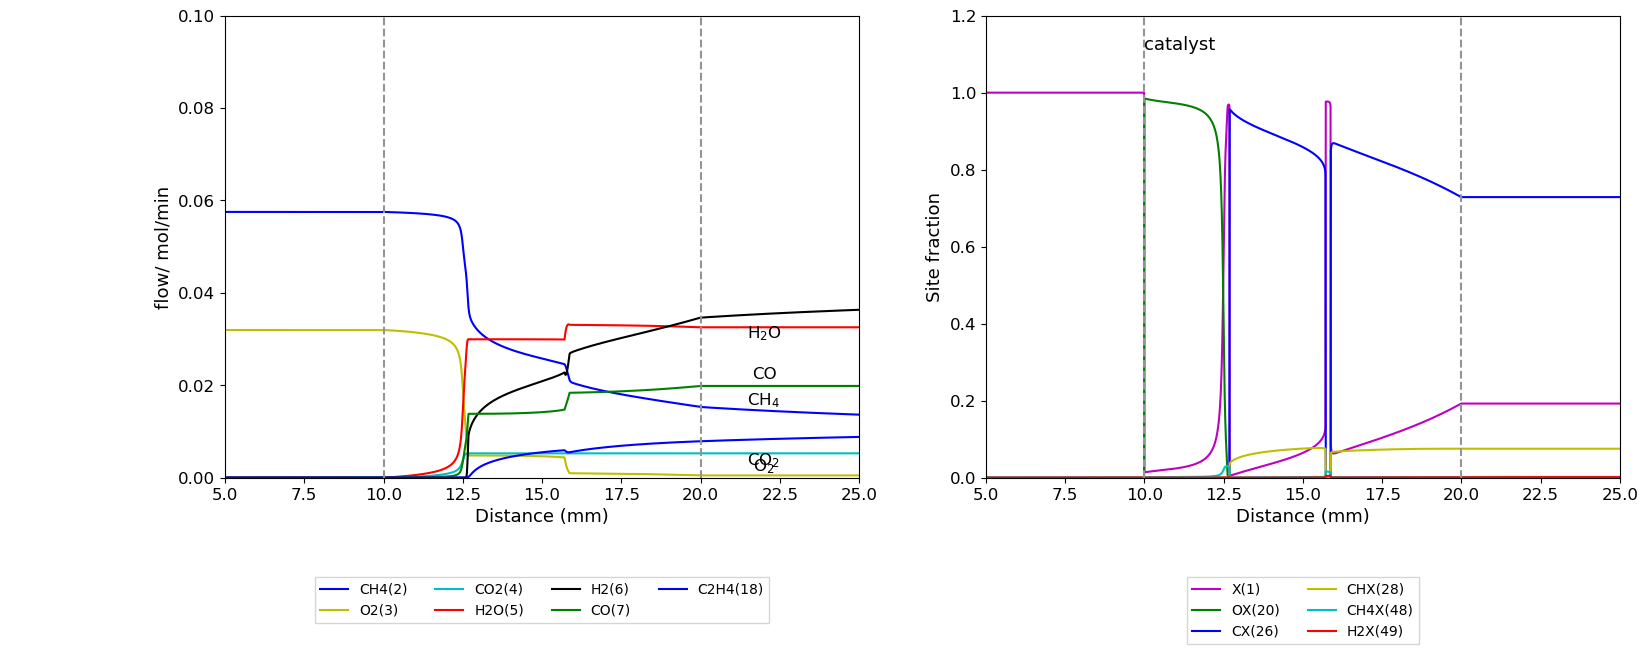 0.10
0.08
0.06
0.04
0.02
0.00
flow/ mol/min
H₂O
CO
CH₄
CO₂
O₂
5.0 7.5 10.0 12.5 15.0 17.5 20.0 22.5 25.0
Distance (mm)
CH4(2) CO2(4) H2(6) C2H4(18)
O2(3) H2O(5) CO(7)
1.2
1.0
0.8
0.6
0.4
0.2
0.0
Site fraction
catalyst
5.0 7.5 10.0 12.5 15.0 17.5 20.0 22.5 25.0
Distance (mm)
X(1) CHX(28)
OX(20) CH4X(48)
CX(26) H2X(49)